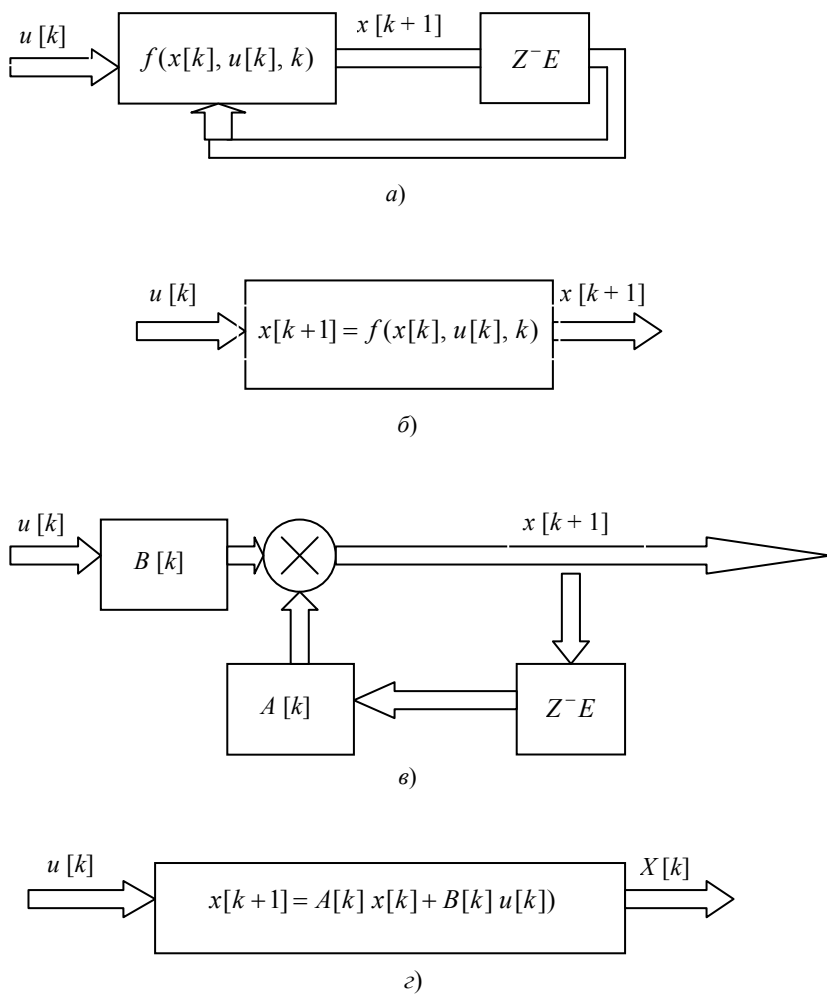 u [k]
x [k+1]
f(x[k], u[k], k)
Z⁻E
а)
u [k]
x [k+1]
x[k+1] = f(x[k], u[k], k)
б)
u [k]
x [k+1]
B [k]
A [k]
Z⁻E
в)
u [k]
X [k]
x[k+1] = A[k] x[k] + B[k] u[k])
г)